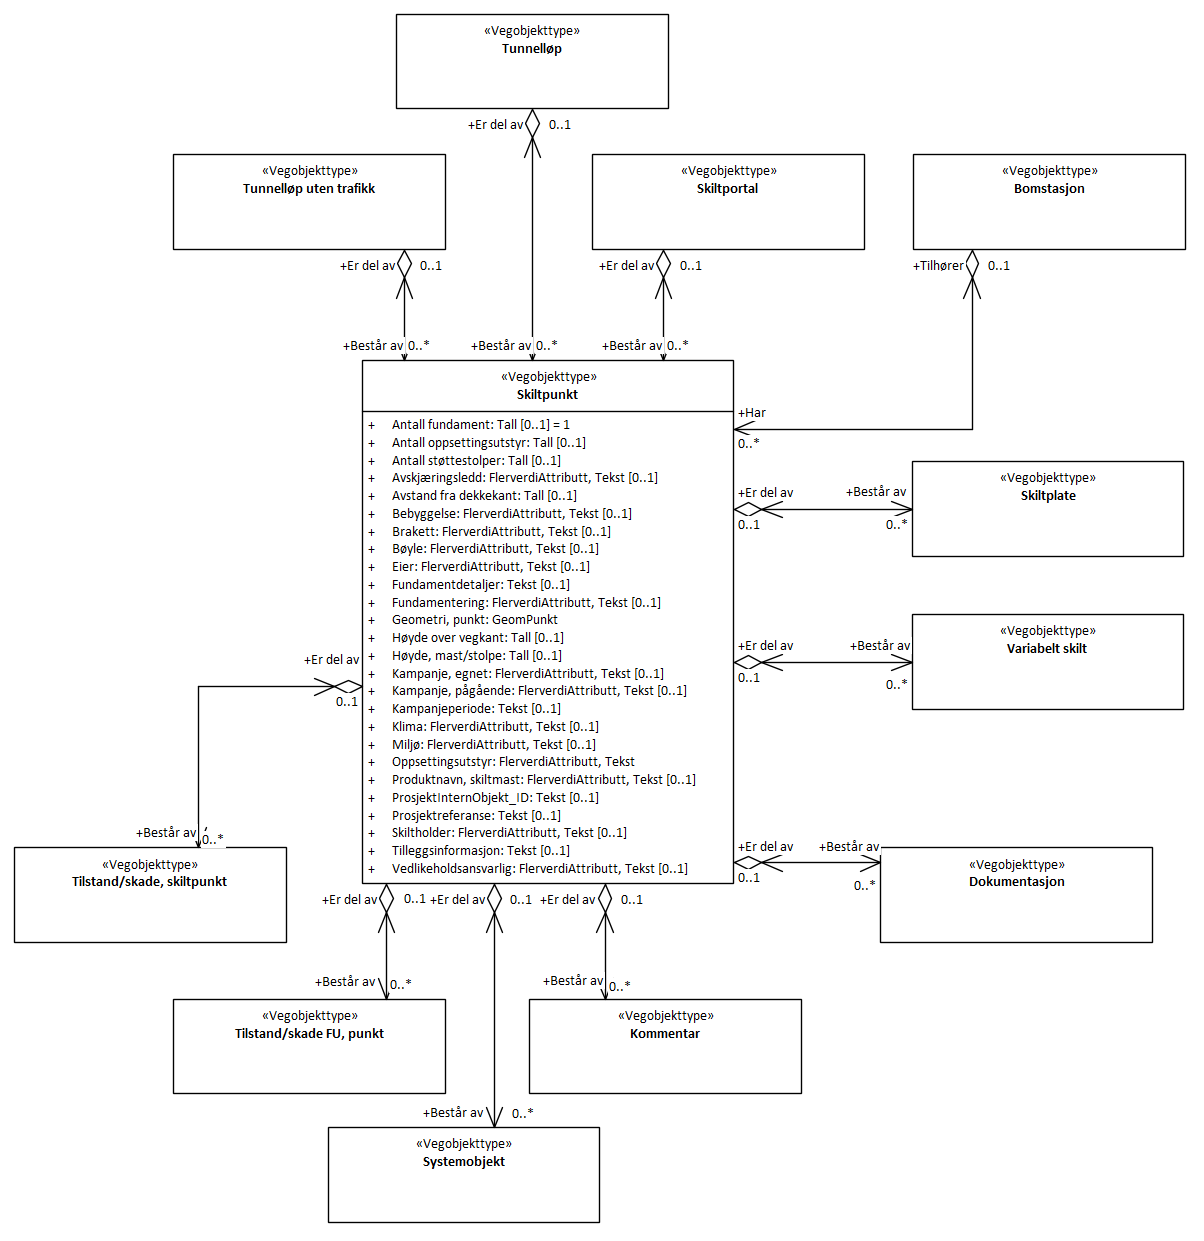 «Vegobjekttype»
Tunnelløp
+Er del av 0..1
«Vegobjekttype»
Tunnelløp uten trafikk
+Er del av 0..1
«Vegobjekttype»
Skiltportal
+Er del av 0..1
«Vegobjekttype»
Bomstasjon
+Tilhører 0..1
+Består av 0..*
+Består av 0..*
+Består av 0..*
«Vegobjekttype»
Skiltpunkt
+ Antall fundament: Tall [0..1] = 1
+ Antall oppsettingsutstyr: Tall [0..1]
+ Antall støttestolper: Tall [0..1]
+ Avskjæringsledd: FlerverdiAttributt, Tekst [0..1]
+ Avstand fra dekkekant: Tall [0..1]
+ Bebyggelse: FlerverdiAttributt, Tekst [0..1]
+ Brakett: FlerverdiAttributt, Tekst [0..1]
+ Bøyle: FlerverdiAttributt, Tekst [0..1]
+ Eier: FlerverdiAttributt, Tekst [0..1]
+ Fundamentdetaljer: Tekst [0..1]
+ Fundamentering: FlerverdiAttributt, Tekst [0..1]
+ Geometri, punkt: GeomPunkt
+ Høyde over vegkant: Tall [0..1]
+ Høyde, mast/stolpe: Tall [0..1]
+ Kampanje, egnet: FlerverdiAttributt, Tekst [0..1]
+ Kampanje, pågående: FlerverdiAttributt, Tekst [0..1]
+ Kampanjeperiode: Tekst [0..1]
+ Klima: FlerverdiAttributt, Tekst [0..1]
+ Miljø: FlerverdiAttributt, Tekst [0..1]
+ Oppsettingsutstyr: FlerverdiAttributt, Tekst
+ Produktnavn, skiltmast: FlerverdiAttributt, Tekst [0..1]
+ ProsjektInternObjekt_ID: Tekst [0..1]
+ Prosjektreferanse: Tekst [0..1]
+ Skiltholder: FlerverdiAttributt, Tekst [0..1]
+ Tilleggsinformasjon: Tekst [0..1]
+ Vedlikeholdsansvarlig: FlerverdiAttributt, Tekst [0..1]
+Har
0..*
+Er del av
0..1
+Består av
0..*
«Vegobjekttype»
Skiltplate
+Er del av
0..1
+Består av
0..*
«Vegobjekttype»
Variabelt skilt
+Er del av
0..1
+Består av
0..*
«Vegobjekttype»
Dokumentasjon
+Er del av
0..1
+Består av 0..*
«Vegobjekttype»
Tilstand/skade, skiltpunkt
+Er del av 0..1
+Er del av 0..1
+Er del av 0..1
+Består av 0..*
«Vegobjekttype»
Tilstand/skade FU, punkt
+Består av 0..*
«Vegobjekttype»
Kommentar
+Består av 0..*
«Vegobjekttype»
Systemobjekt